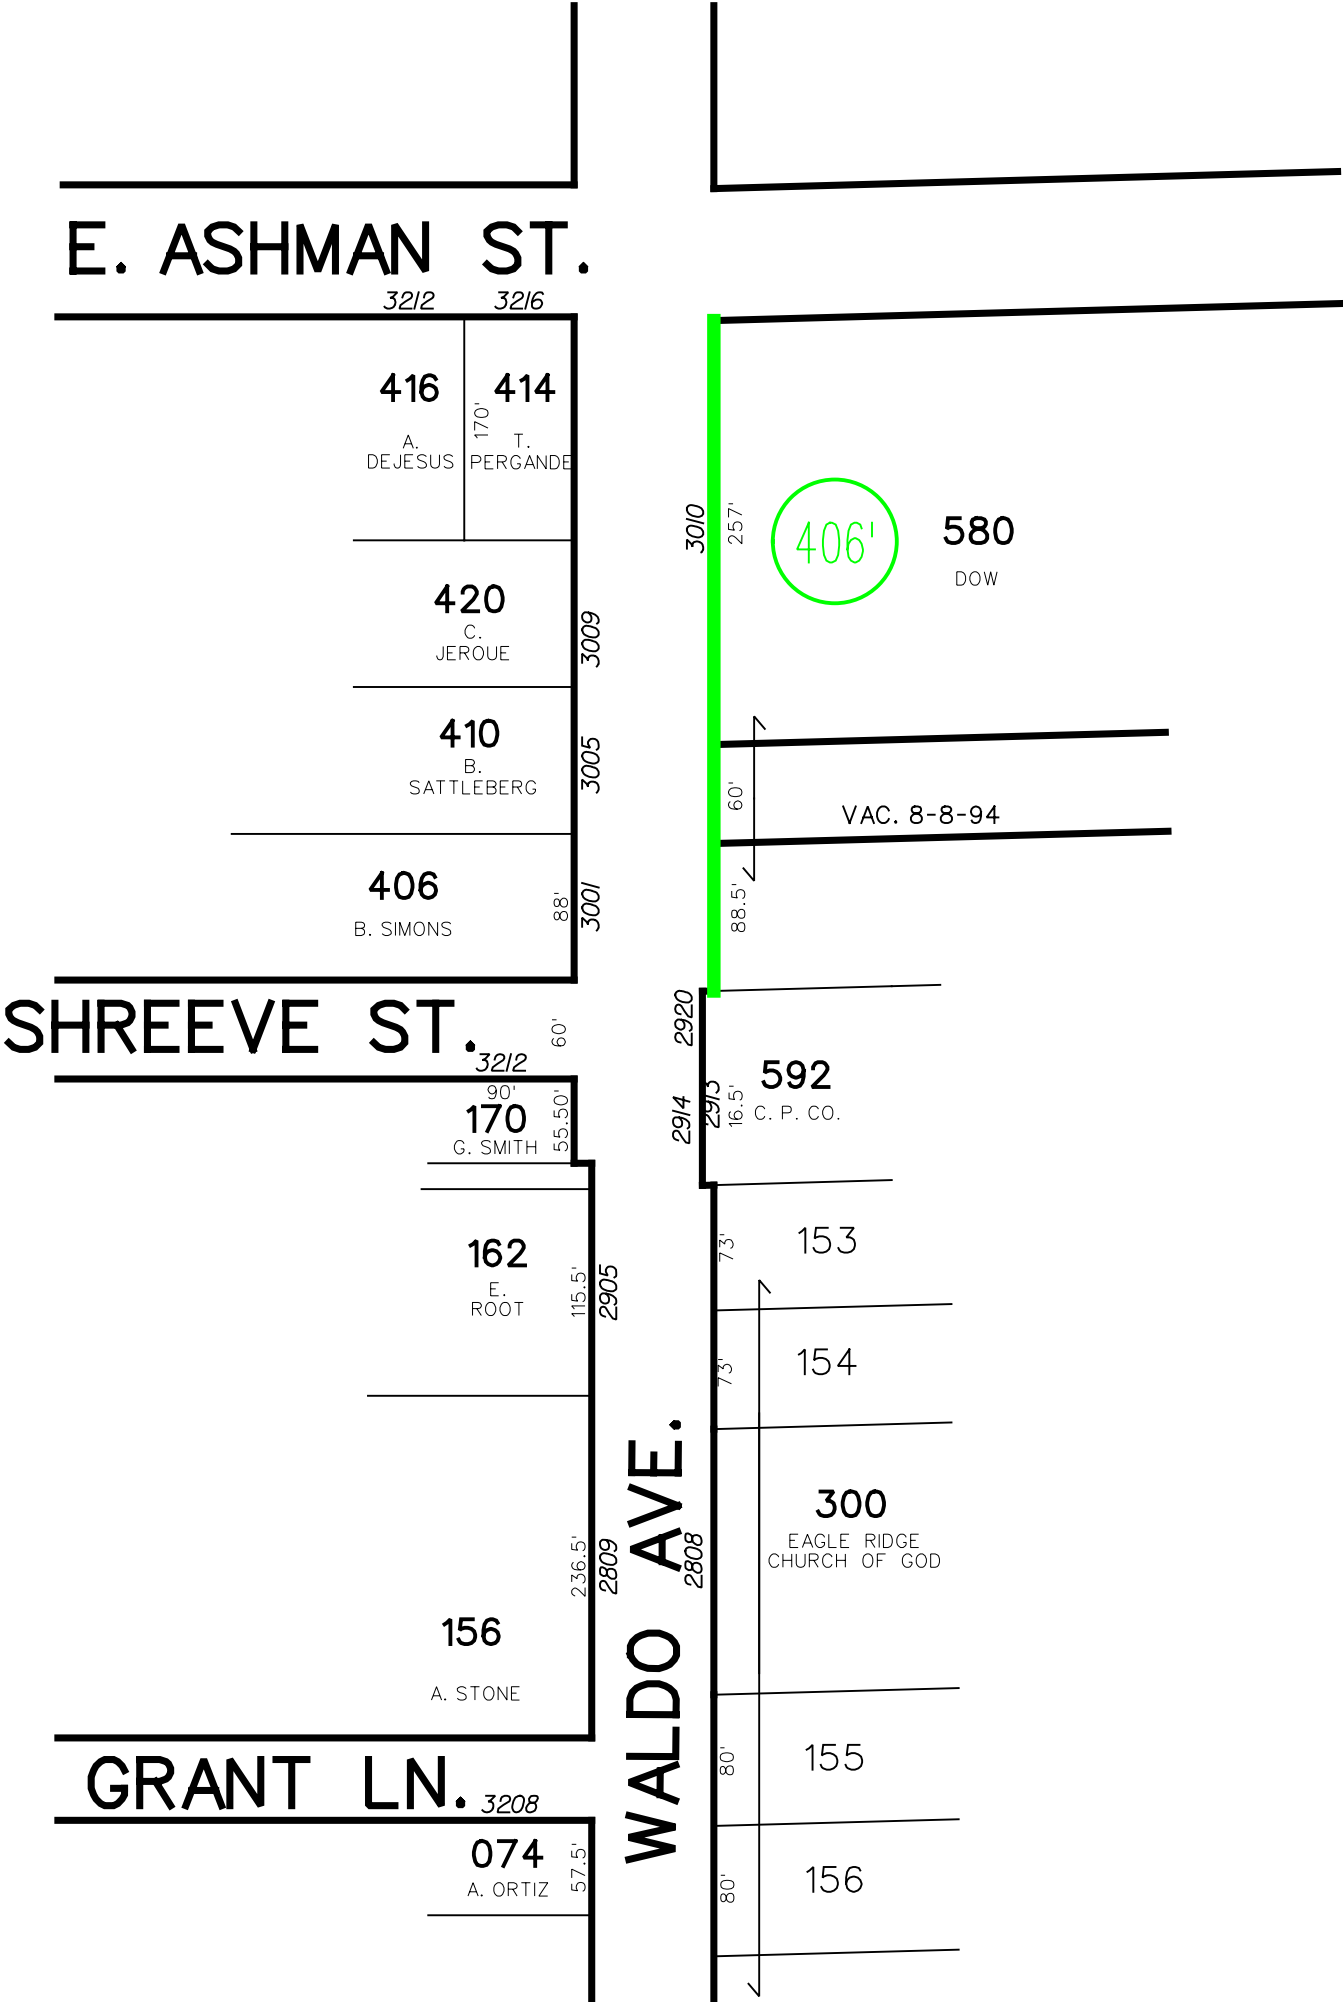 E. ASHMAN ST.
3212
3216
416
A.
DEJESUS
170'
414
T.
PERGANDE
3010
257'
406'
580
DOW
420
C.
JEROUE
3009
410
B.
SATTLEBERG
3005
60'
VAC. 8-8-94
406
B. SIMONS
88'
3001
88.5'
SHREEVE ST.
3212
60'
2920
90'
170
G. SMITH
55.50'
2914
2913
16.5'
592
C. P. CO.
162
E.
ROOT
115.5'
2905
73'
153
73'
154
WALDO AVE.
300
EAGLE RIDGE
CHURCH OF GOD
2808
236.5'
2809
156
A. STONE
GRANT LN.
3208
80'
155
074
A. ORTIZ
57.5'
80'
156